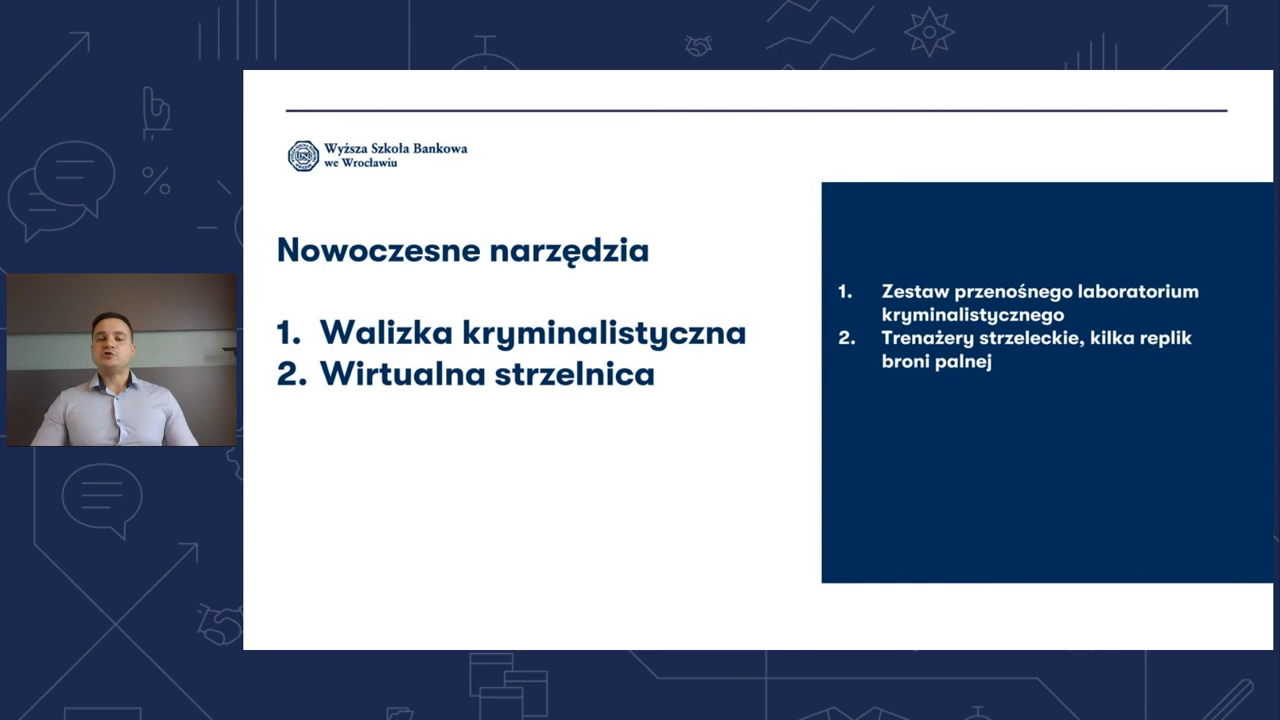 Wyższa Szkoła Bankowa
we Wrocławiu
Nowoczesne narzędzia
1. Walizka kryminalistyczna
2. Wirtualna strzelnica
1. Zestaw przenośnego laboratorium
kryminalistycznego
2. Trenażery strzeleckie, kilka replik
broni palnej